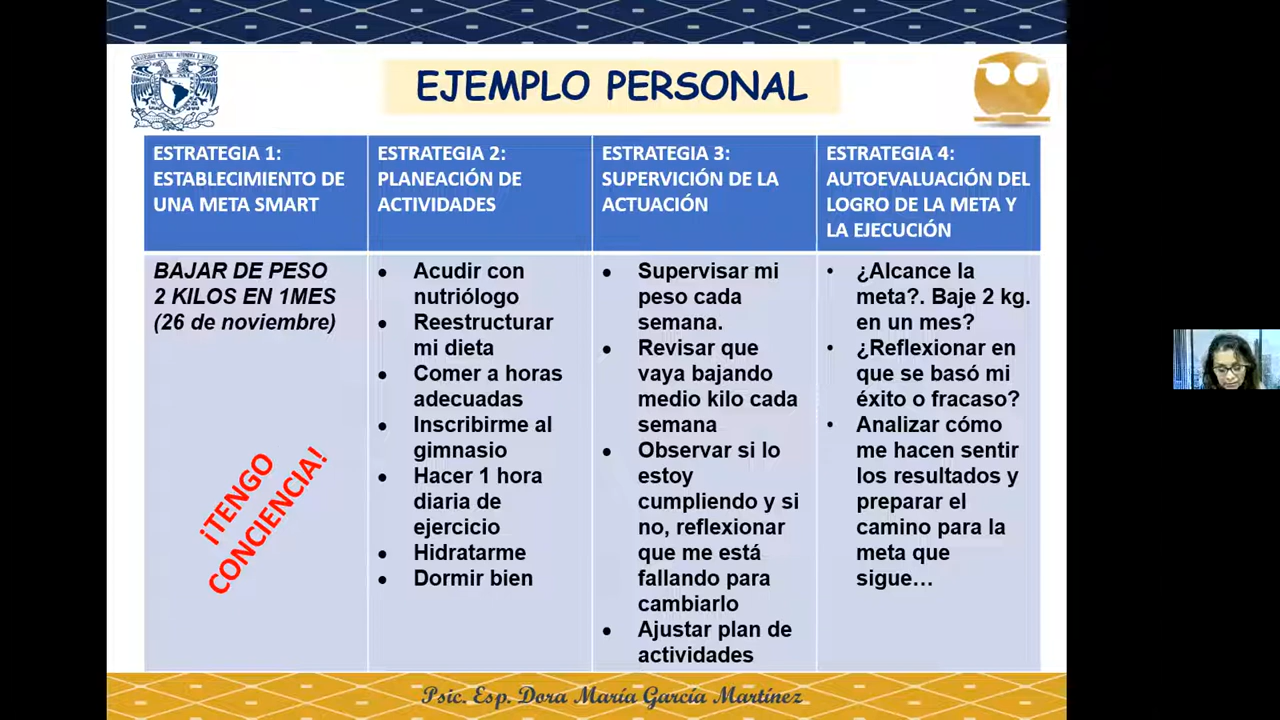 EJEMPLO PERSONAL
ESTRATEGIA 1:
ESTABLECIMIENTO DE
UNA META SMART
ESTRATEGIA 2:
PLANEACIÓN DE
ACTIVIDADES
ESTRATEGIA 3:
SUPERVICIÓN DE LA
ACTUACIÓN
ESTRATEGIA 4:
AUTOEVALUACIÓN DEL
LOGRO DE LA META Y
LA EJECUCIÓN
BAJAR DE PESO
2 KILOS EN 1MES
(26 de noviembre)
¡TENGO
CONCIENCIA!
• Acudir con
nutriólogo
• Reestructurar
mi dieta
• Comer a horas
adecuadas
• Inscribirme al
gimnasio
• Hacer 1 hora
diaria de
ejercicio
• Hidratarme
• Dormir bien
• Supervisar mi
peso cada
semana.
• Revisar que
vaya bajando
medio kilo cada
semana
• Observar si lo
estoy
cumpliendo y si
no, reflexionar
que me está
fallando para
cambiarlo
• Ajustar plan de
actividades
• ¿Alcance la
meta?. Baje 2 kg.
en un mes?
• ¿Reflexionar en
que se basó mi
éxito o fracaso?
• Analizar cómo
me hacen sentir
los resultados y
preparar el
camino para la
meta que
sigue…
Psic. Esp. Dora María García Martínez